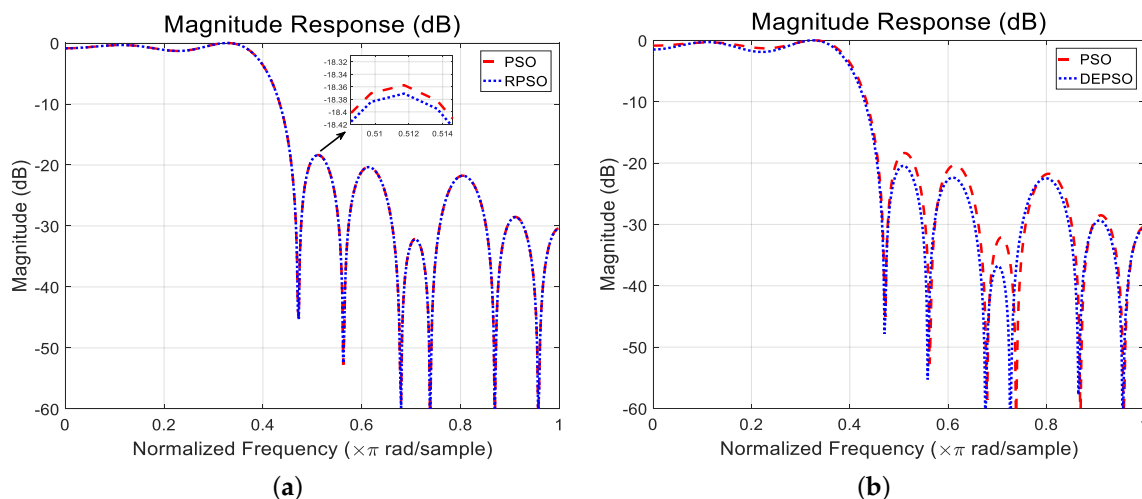 Magnitude Response (dB)
0
-10
-20
-30
-40
-50
-60
Magnitude (dB)
0
0.2
0.4
0.6
0.8
1
Normalized Frequency (×π rad/sample)
PSO
RPSO
-18.32
-18.34
-18.36
-18.38
-18.4
-18.42
0.51
0.512
0.514
(a)
Magnitude Response (dB)
0
-10
-20
-30
-40
-50
-60
Magnitude (dB)
0
0.2
0.4
0.6
0.8
1
Normalized Frequency (×π rad/sample)
PSO
DEPSO
(b)